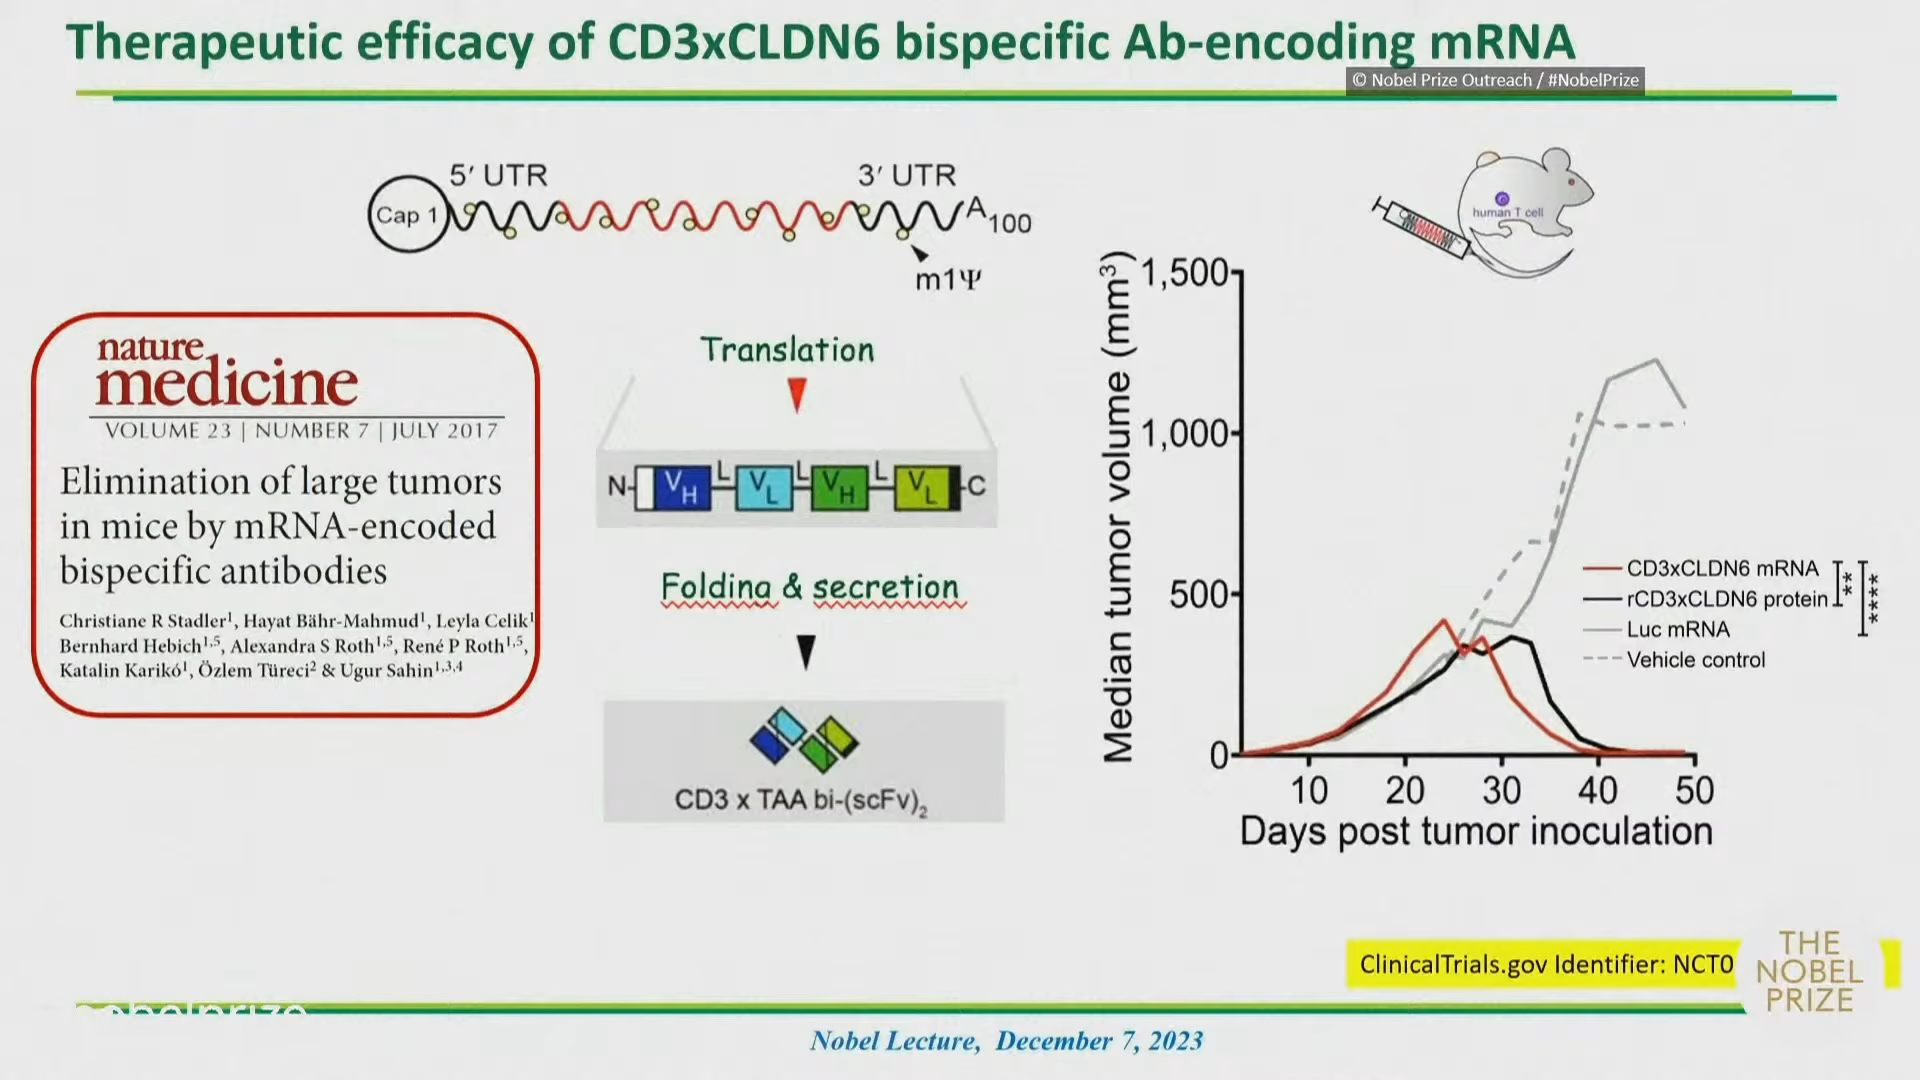 Therapeutic efficacy of CD3xCLDN6 bispecific Ab-encoding mRNA
© Nobel Prize Outreach / #NobelPrize
5′ UTR
3′ UTR
Cap 1
A100
m1Ψ
human T cell
nature
medicine
VOLUME 23 | NUMBER 7 | JULY 2017
Elimination of large tumors
in mice by mRNA-encoded
bispecific antibodies
Christiane R Stadler1, Hayat Bähr-Mahmud1, Leyla Celik1
Bernhard Hebich1,5, Alexandra S Roth1,5, René P Roth1,5,
Katalin Karikó1, Özlem Türeci2 & Ugur Sahin1,3,4
Translation
N VH L VL L VH L VL C
Folding & secretion
CD3 x TAA bi-(scFv)2
Median tumor volume (mm³)
1,500
1,000
500
0
10 20 30 40 50
Days post tumor inoculation
CD3xCLDN6 mRNA
rCD3xCLDN6 protein
Luc mRNA
Vehicle control
**
****
ClinicalTrials.gov Identifier: NCT0
THE
NOBEL
PRIZE
nobelprize
Nobel Lecture, December 7, 2023